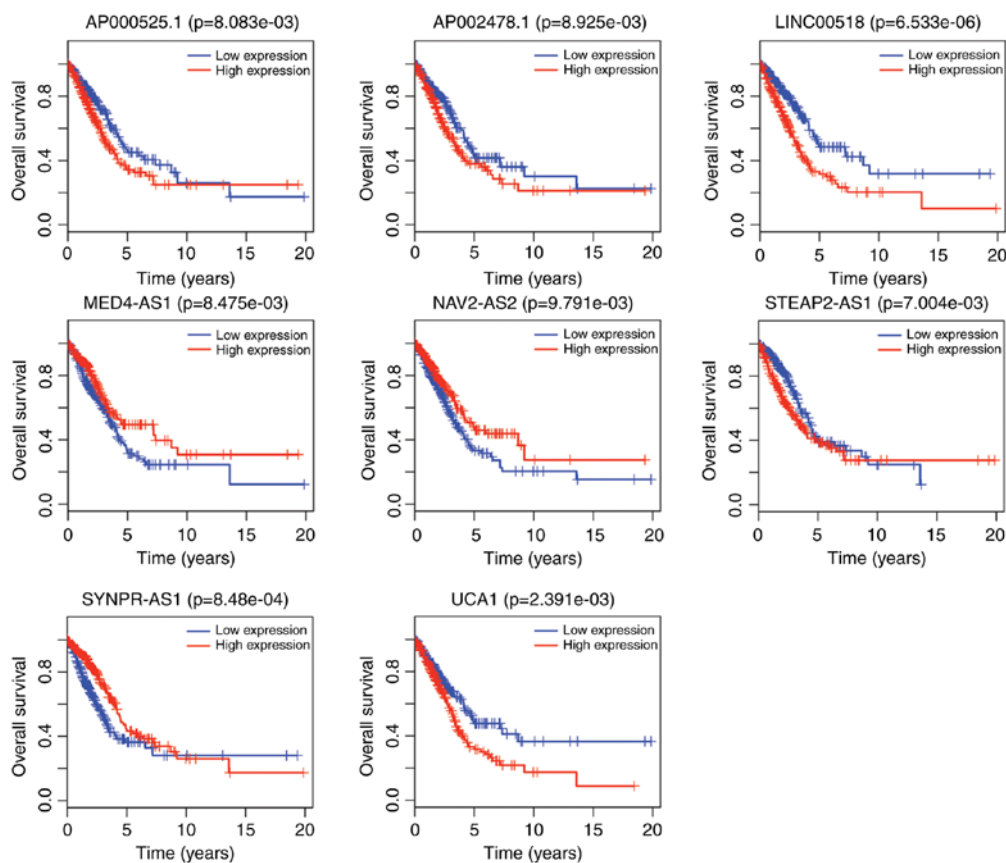 AP000525.1 (p=8.083e-03)
Low expression
High expression
Overall survival
0.8
0.4
0.0
0 5 10 15 20
Time (years)
AP002478.1 (p=8.925e-03)
Low expression
High expression
Overall survival
0.8
0.4
0.0
0 5 10 15 20
Time (years)
LINC00518 (p=6.533e-06)
Low expression
High expression
Overall survival
0.8
0.4
0.0
0 5 10 15 20
Time (years)
MED4-AS1 (p=8.475e-03)
Low expression
High expression
Overall survival
0.8
0.4
0.0
0 5 10 15 20
Time (years)
NAV2-AS2 (p=9.791e-03)
Low expression
High expression
Overall survival
0.8
0.4
0.0
0 5 10 15 20
Time (years)
STEAP2-AS1 (p=7.004e-03)
Low expression
High expression
Overall survival
0.8
0.4
0.0
0 5 10 15 20
Time (years)
SYNPR-AS1 (p=8.48e-04)
Low expression
High expression
Overall survival
0.8
0.4
0.0
0 5 10 15 20
Time (years)
UCA1 (p=2.391e-03)
Low expression
High expression
Overall survival
0.8
0.4
0.0
0 5 10 15 20
Time (years)